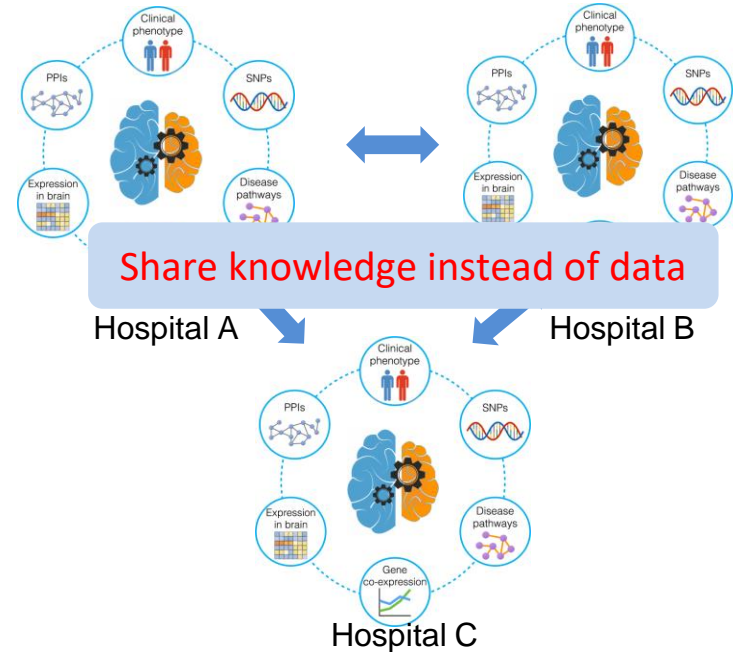 Clinical
phenotype
PPIs
SNPs
Expression
in brain
Disease
pathways
Clinical
phenotype
PPIs
SNPs
Expression
in brain
Disease
pathways
Share knowledge instead of data
Hospital A
Hospital B
Clinical
phenotype
PPIs
SNPs
Expression
in brain
Disease
pathways
Gene
co-expression
Hospital C